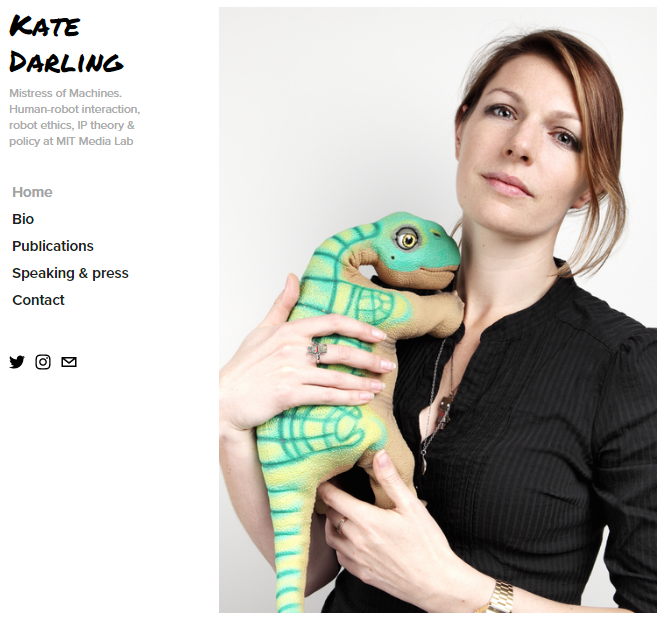 Kate
Darling
Mistress of Machines.
Human-robot interaction,
robot ethics, IP theory &
policy at MIT Media Lab
Home
Bio
Publications
Speaking & press
Contact